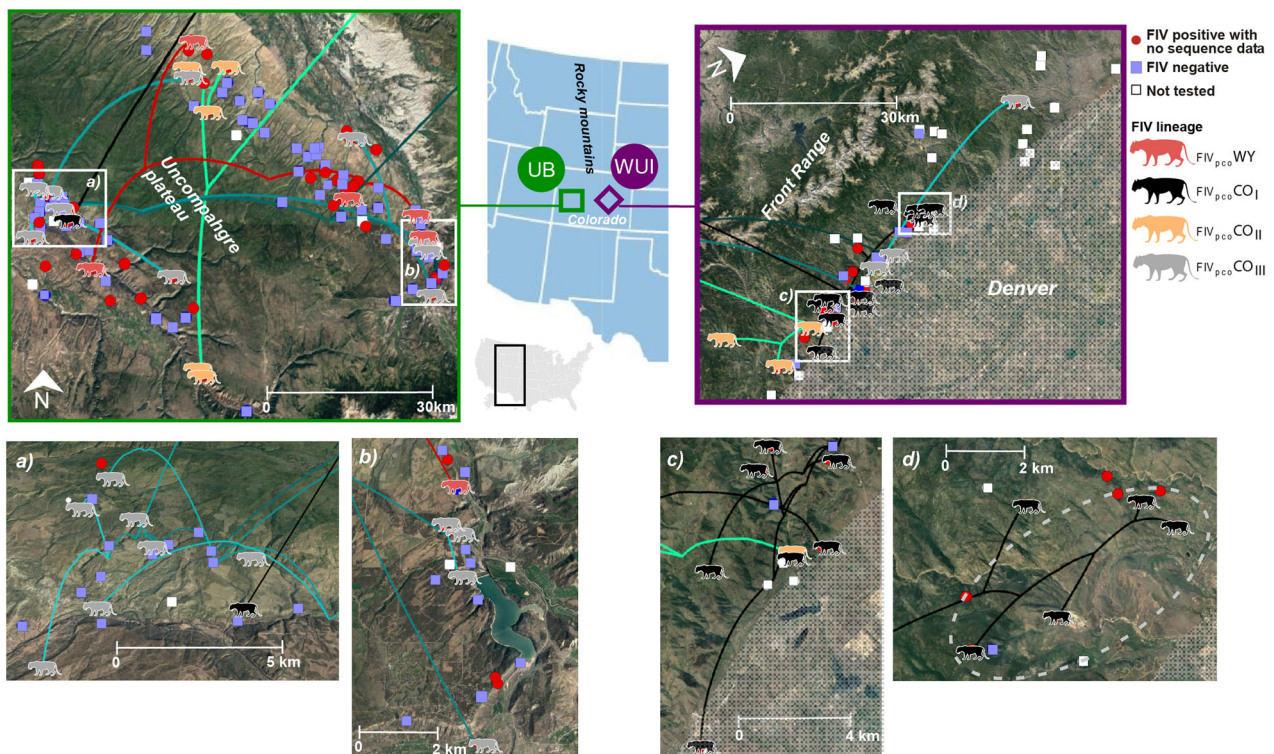 Uncompahgre
plateau
a)
b)
N
0
30km
Rocky mountains
UB
WUI
Colorado
N
0
30km
Front Range
d)
c)
Denver
FIV positive with
no sequence data
FIV negative
Not tested
FIV lineage
FIVpcoWY
FIVpcoCOI
FIVpcoCOII
FIVpcoCOIII
a)
0
5 km
b)
0
2 km
c)
0
4 km
d)
0
2 km